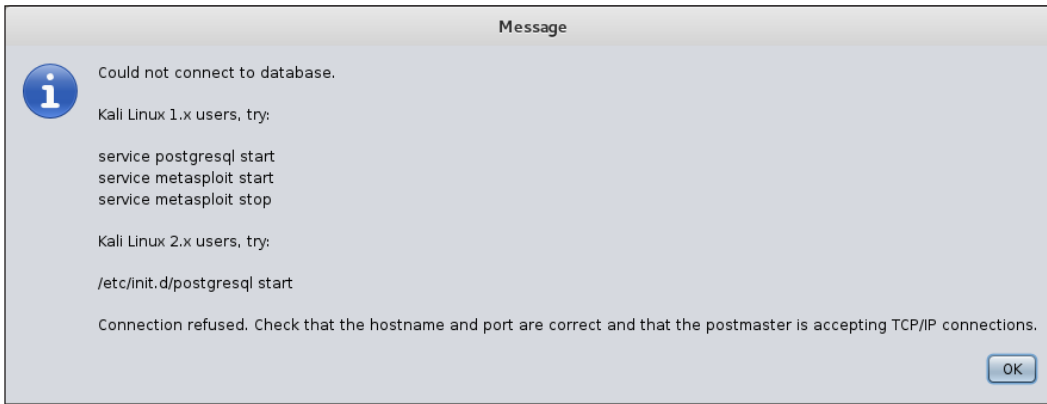 Message
Could not connect to database.
Kali Linux 1.x users, try:
service postgresql start
service metasploit start
service metasploit stop
Kali Linux 2.x users, try:
/etc/init.d/postgresql start
Connection refused. Check that the hostname and port are correct and that the postmaster is accepting TCP/IP connections.
OK